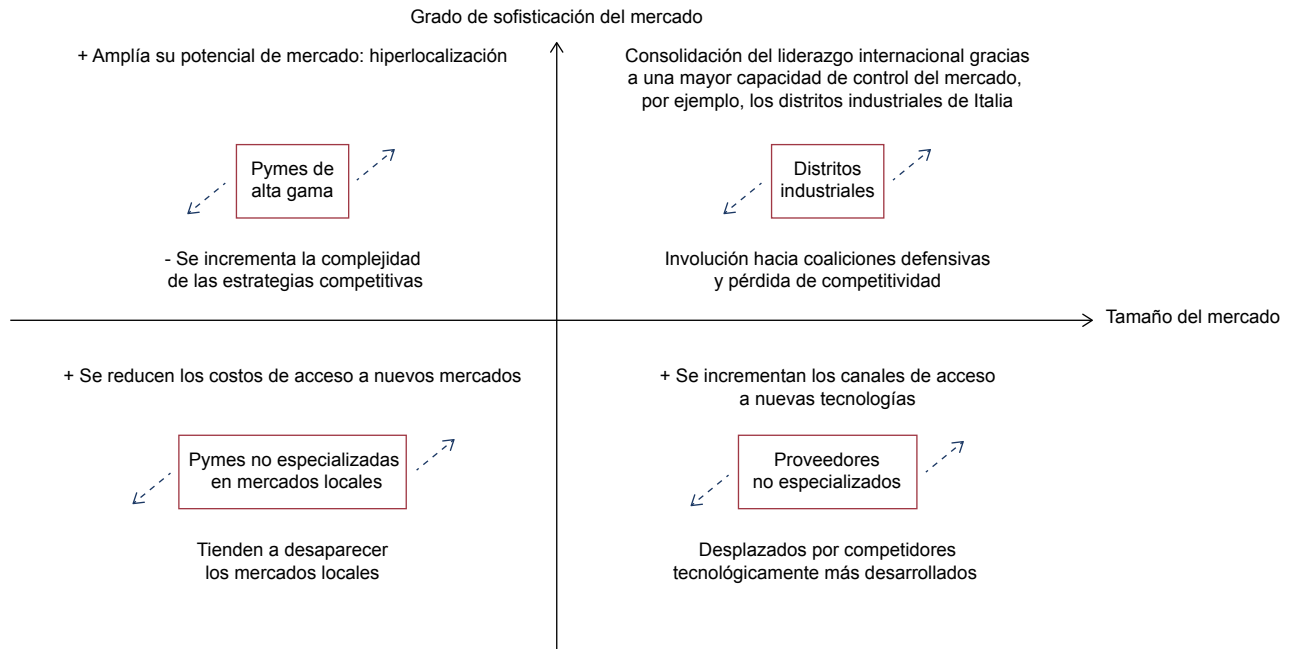 Grado de sofisticación del mercado
+ Amplía su potencial de mercado: hiperlocalización
Consolidación del liderazgo internacional gracias
a una mayor capacidad de control del mercado,
por ejemplo, los distritos industriales de Italia
Pymes de
alta gama
Distritos
industriales
- Se incrementa la complejidad
de las estrategias competitivas
Involución hacia coaliciones defensivas
y pérdida de competitividad
Tamaño del mercado
+ Se reducen los costos de acceso a nuevos mercados
+ Se incrementan los canales de acceso
a nuevas tecnologías
Pymes no especializadas
en mercados locales
Proveedores
no especializados
Tienden a desaparecer
los mercados locales
Desplazados por competidores
tecnológicamente más desarrollados